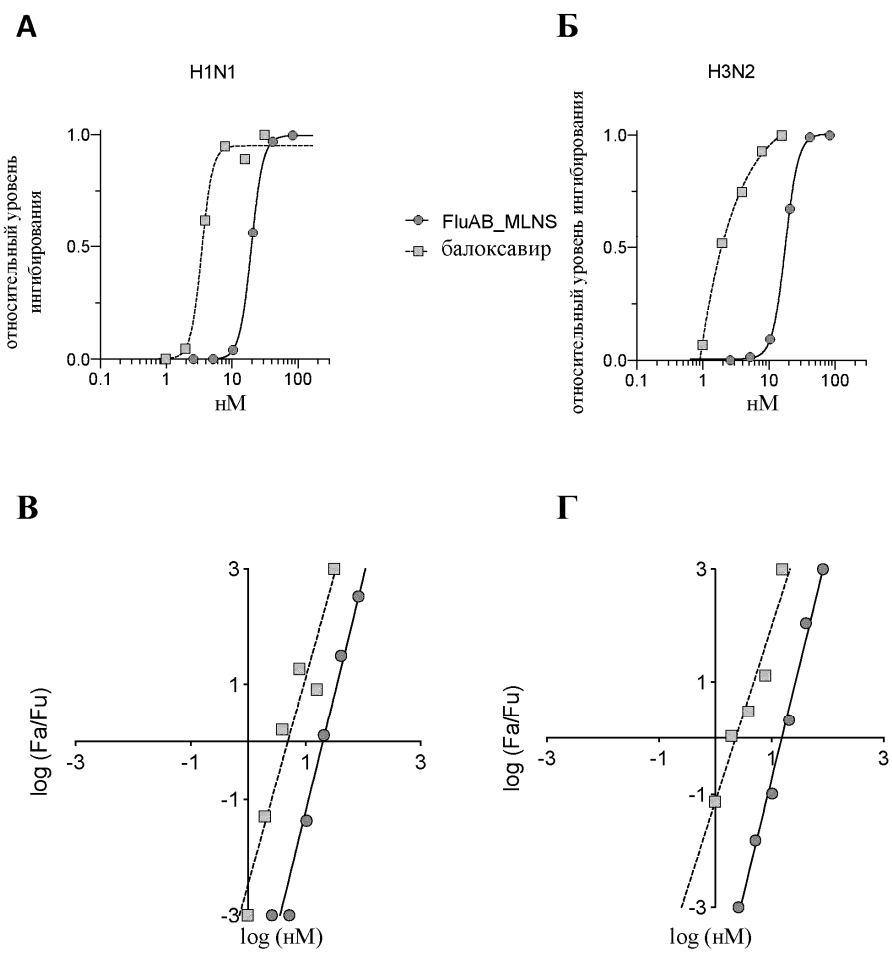 А
Б
H1N1
H3N2
относительный уровень
ингибирования
1.0
0.5
0.0
0.1
1
10
100
нМ
FluAB_MLNS
балоксавир
относительный уровень ингибирования
1.0
0.5
0.0
0.1
1
10
100
нМ
В
Г
log (Fa/Fu)
3
1
-1
-3
-3
-1
1
3
log (нМ)
log (Fa/Fu)
3
1
-1
-3
-3
-1
1
3
log (нМ)